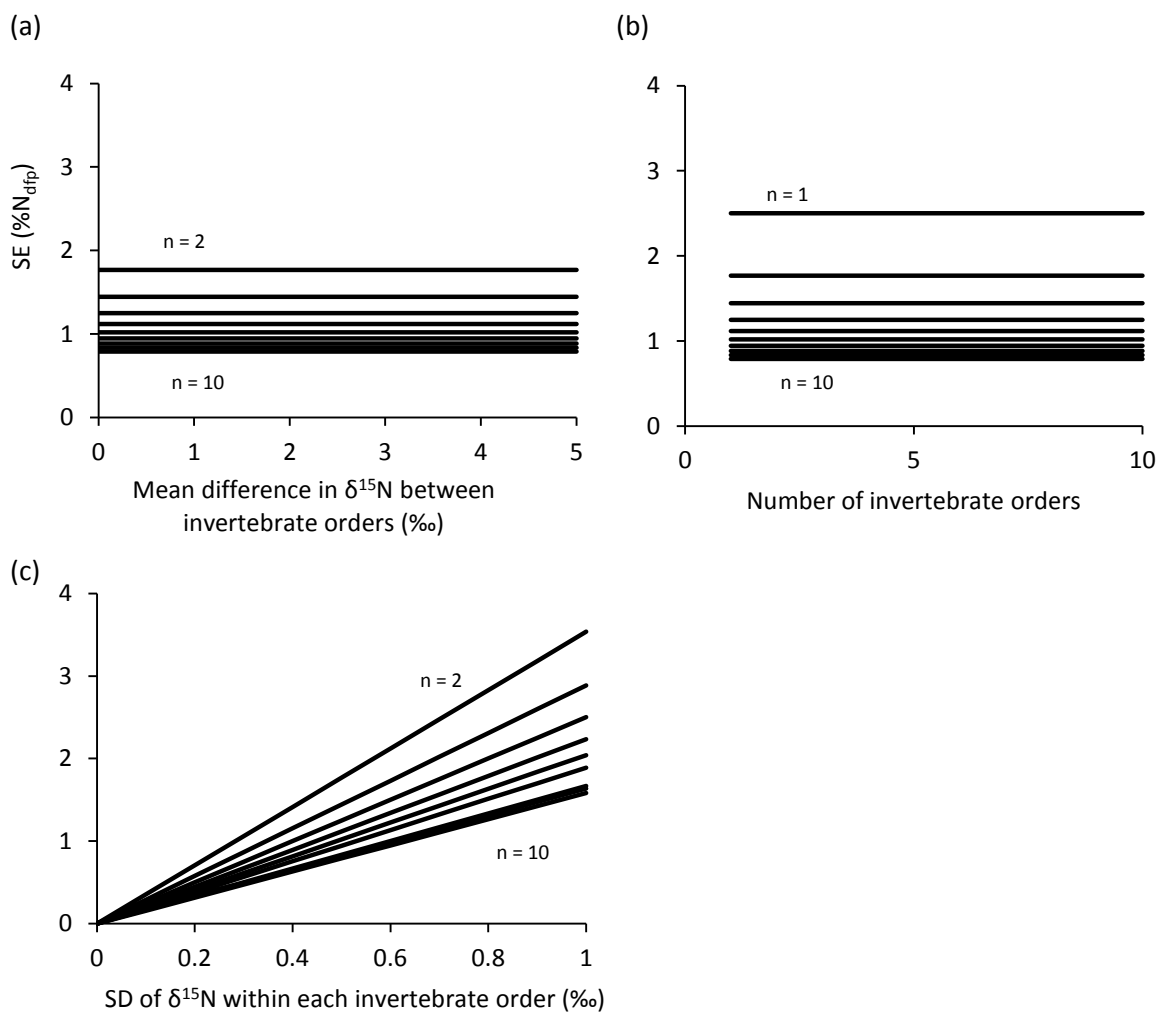 (a)
4
3
2
1
0
SE (%Ndfp)
n = 2
n = 10
0 1 2 3 4 5
Mean difference in δ¹⁵N between
invertebrate orders (‰)
(b)
4
3
2
1
0
n = 1
n = 10
0 5 10
Number of invertebrate orders
(c)
4
3
2
1
0
n = 2
n = 10
0 0.2 0.4 0.6 0.8 1
SD of δ¹⁵N within each invertebrate order (‰)